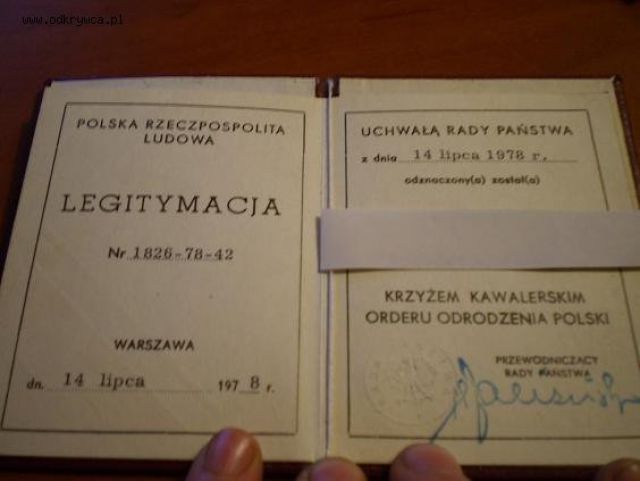 www.odkrywca.pl
POLSKA RZECZPOSPOLITA
LUDOWA
LEGITYMACJA
Nr 1826-78-42
WARSZAWA
dn. 14 lipca 1978 r.
UCHWAŁĄ RADY PAŃSTWA
z dnia 14 lipca 1978 r.
odznaczony(a) został(a)
KRZYŻEM KAWALERSKIM
ORDERU ODRODZENIA POLSKI
PRZEWODNICZĄCY
RADY PAŃSTWA